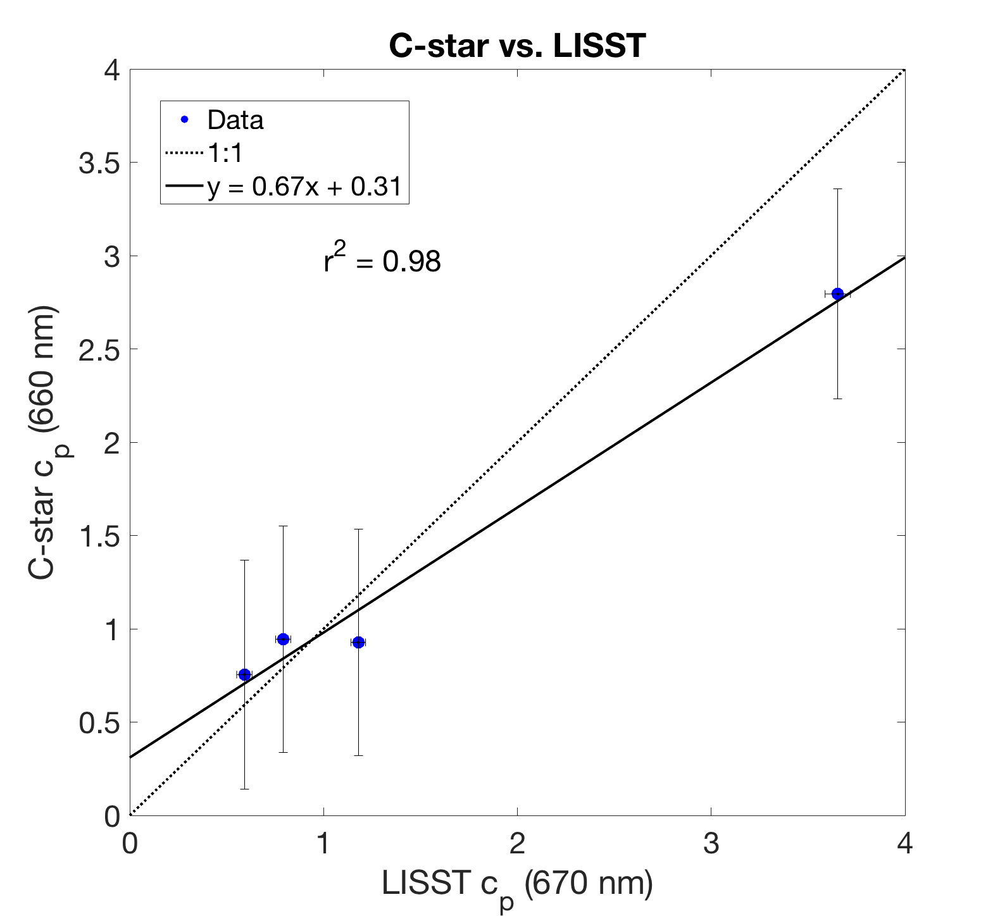 C-star vs. LISST
Data
1:1
y = 0.67x + 0.31
r² = 0.98
4
3.5
3
2.5
2
1.5
1
0.5
0
C-star cₚ (660 nm)
0 1 2 3 4
LISST cₚ (670 nm)